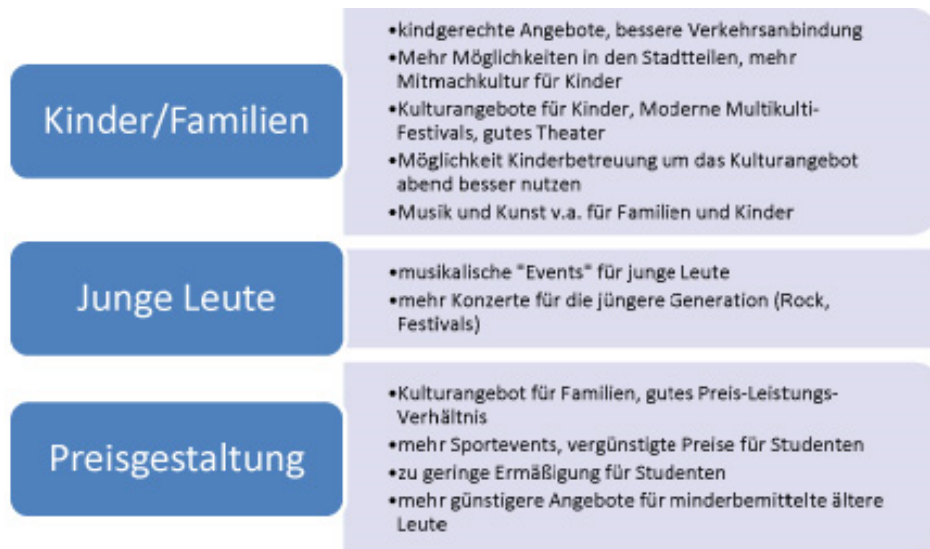 Kinder/Familien
•kindgerechte Angebote, bessere Verkehrsanbindung
•Mehr Möglichkeiten in den Stadtteilen, mehr
Mitmachkultur für Kinder
•Kulturangebote für Kinder, Moderne Multikulti-
Festivals, gutes Theater
•Möglichkeit Kinderbetreuung um das Kulturangebot
abend besser nutzen
•Musik und Kunst v.a. für Familien und Kinder
Junge Leute
•musikalische "Events" für junge Leute
•mehr Konzerte für die jüngere Generation (Rock,
Festivals)
Preisgestaltung
•Kulturangebot für Familien, gutes Preis-Leistungs-
Verhältnis
•mehr Sportevents, vergünstigte Preise für Studenten
•zu geringe Ermäßigung für Studenten
•mehr günstigere Angebote für minderbemittelte ältere
Leute